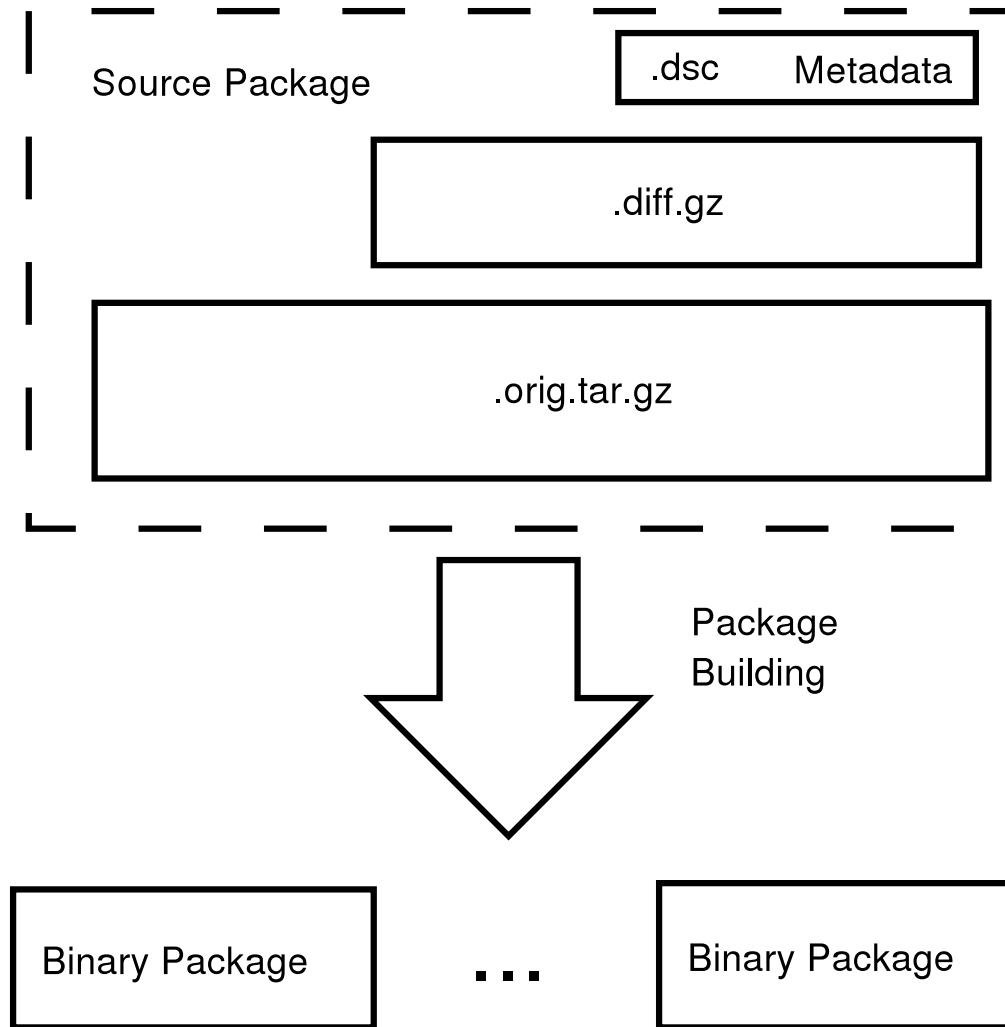 Source Package
.dsc Metadata
.diff.gz
.orig.tar.gz
Package
Building
Binary Package
...
Binary Package